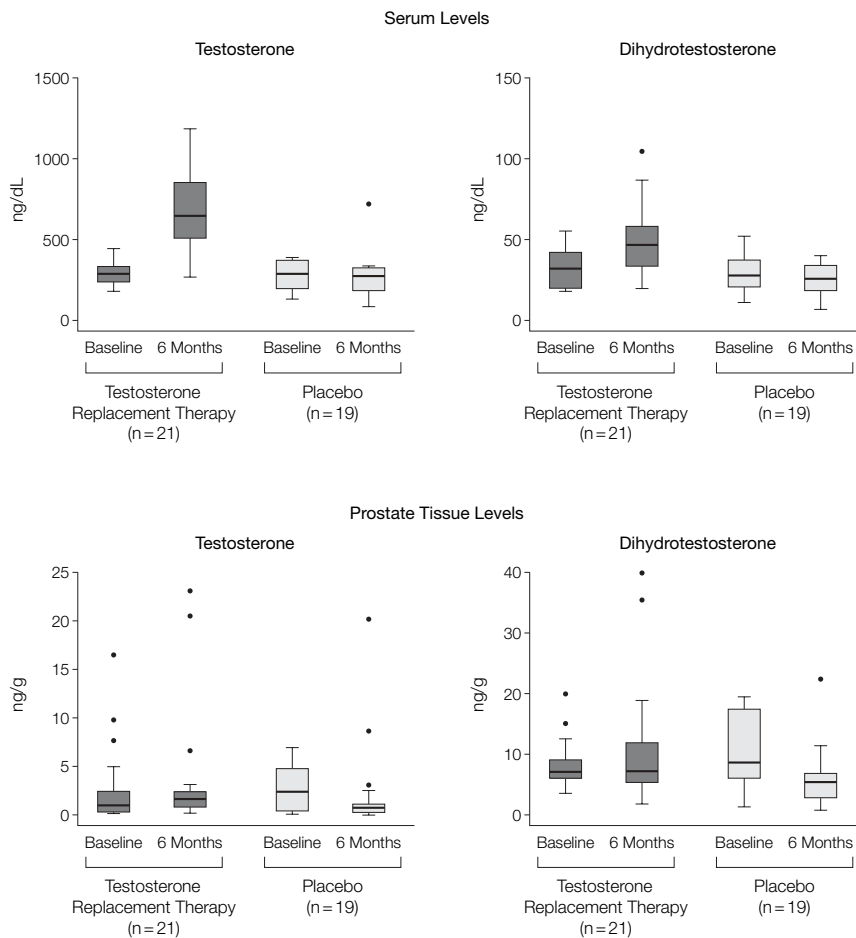 Serum Levels
Testosterone
1500
1000
500
0
ng/dL
Baseline 6 Months Baseline 6 Months
Testosterone
Replacement Therapy
(n=21)
Placebo
(n=19)
Dihydrotestosterone
150
100
50
0
ng/dL
Baseline 6 Months Baseline 6 Months
Testosterone
Replacement Therapy
(n=21)
Placebo
(n=19)
Prostate Tissue Levels
Testosterone
25
20
15
10
5
0
ng/g
Baseline 6 Months Baseline 6 Months
Testosterone
Replacement Therapy
(n=21)
Placebo
(n=19)
Dihydrotestosterone
40
30
20
10
0
ng/g
Baseline 6 Months Baseline 6 Months
Testosterone
Replacement Therapy
(n=21)
Placebo
(n=19)